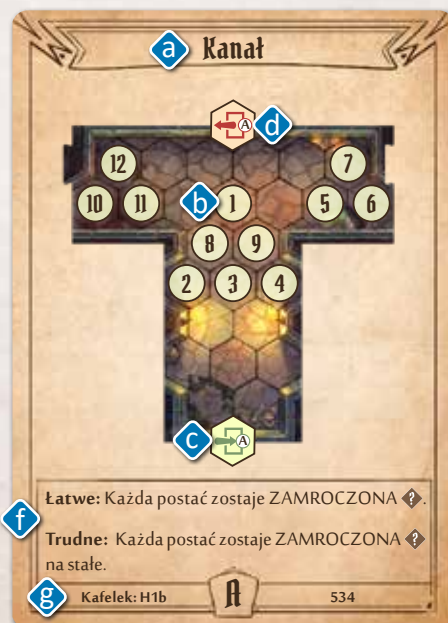 a Kanał
A d
12 7
10 11 b 1 5 6
8 9
2 3 4
c A
Łatwe: Każda postać zostaje ZAMROCZONA ?.
f
Trudne: Każda postać zostaje ZAMROCZONA ?
na stałe.
g Kafelek: H1b A 534